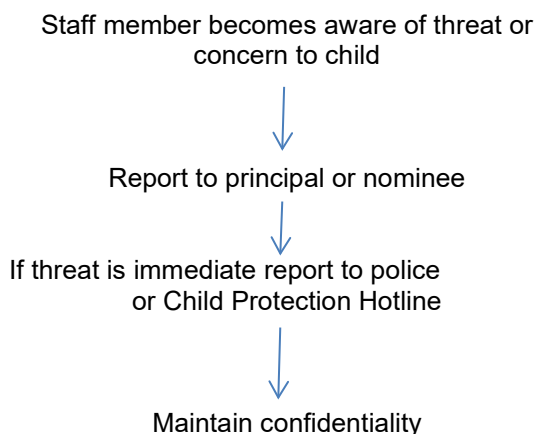 Staff member becomes aware of threat or
concern to child
Report to principal or nominee
If threat is immediate report to police
or Child Protection Hotline
Maintain confidentiality